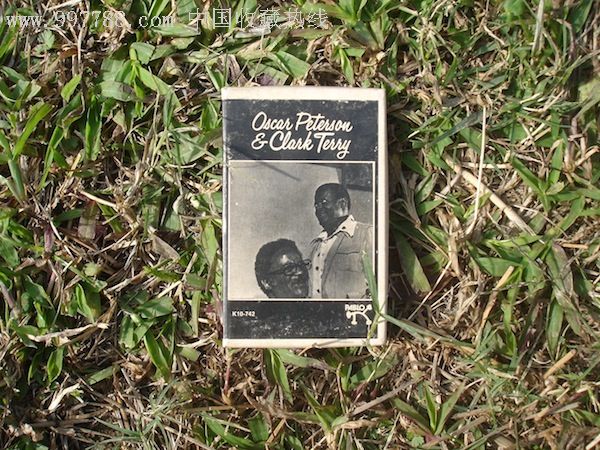 www.997788.com 中国收藏热线
Oscar Peterson
& Clark Terry
K10-742
PABLO